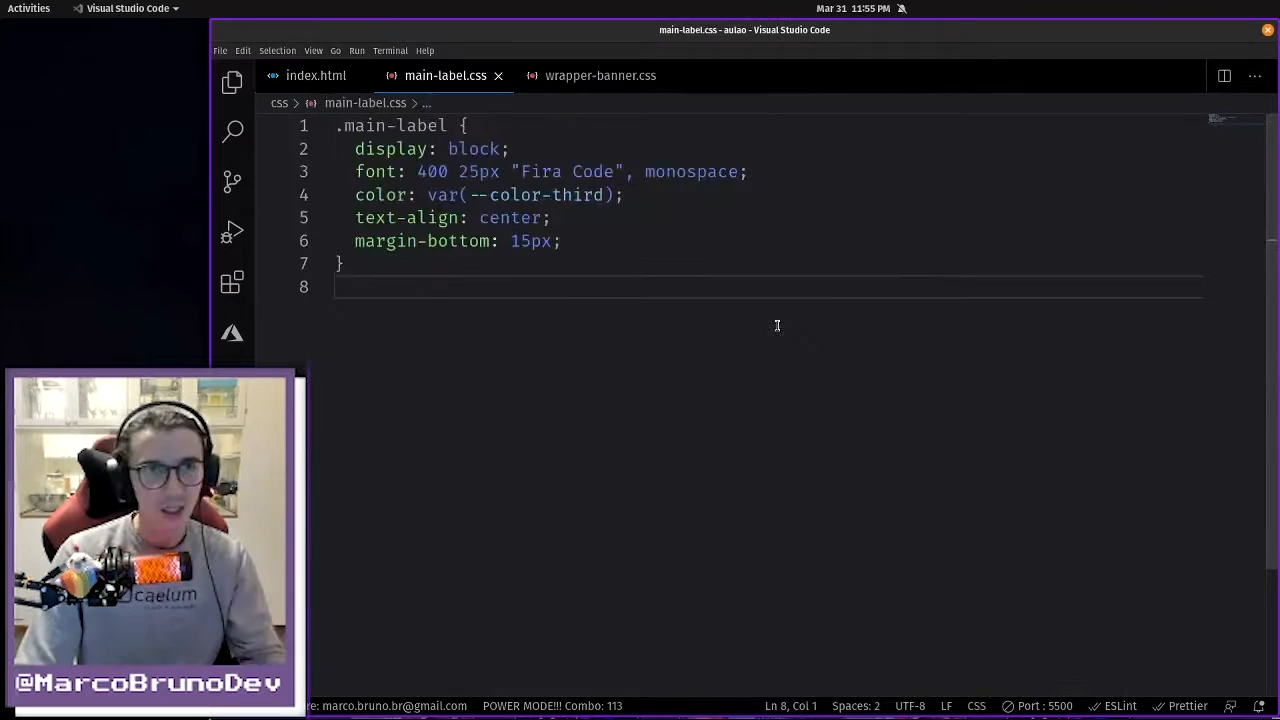 Activities
Visual Studio Code
Mar 31 11:55 PM
main-label.css - aulao - Visual Studio Code
File Edit Selection View Go Run Terminal Help
index.html
main-label.css
wrapper-banner.css
css > main-label.css > ...
1 .main-label {
2 display: block;
3 font: 400 25px "Fira Code", monospace;
4 color: var(--color-third);
5 text-align: center;
6 margin-bottom: 15px;
7 }
8
caelum
@MarcoBrunoDev
re: marco.bruno.br@gmail.com POWER MODE!!! Combo: 113 Ln 8, Col 1 Spaces: 2 UTF-8 LF CSS Port : 5500 ESLint Prettier